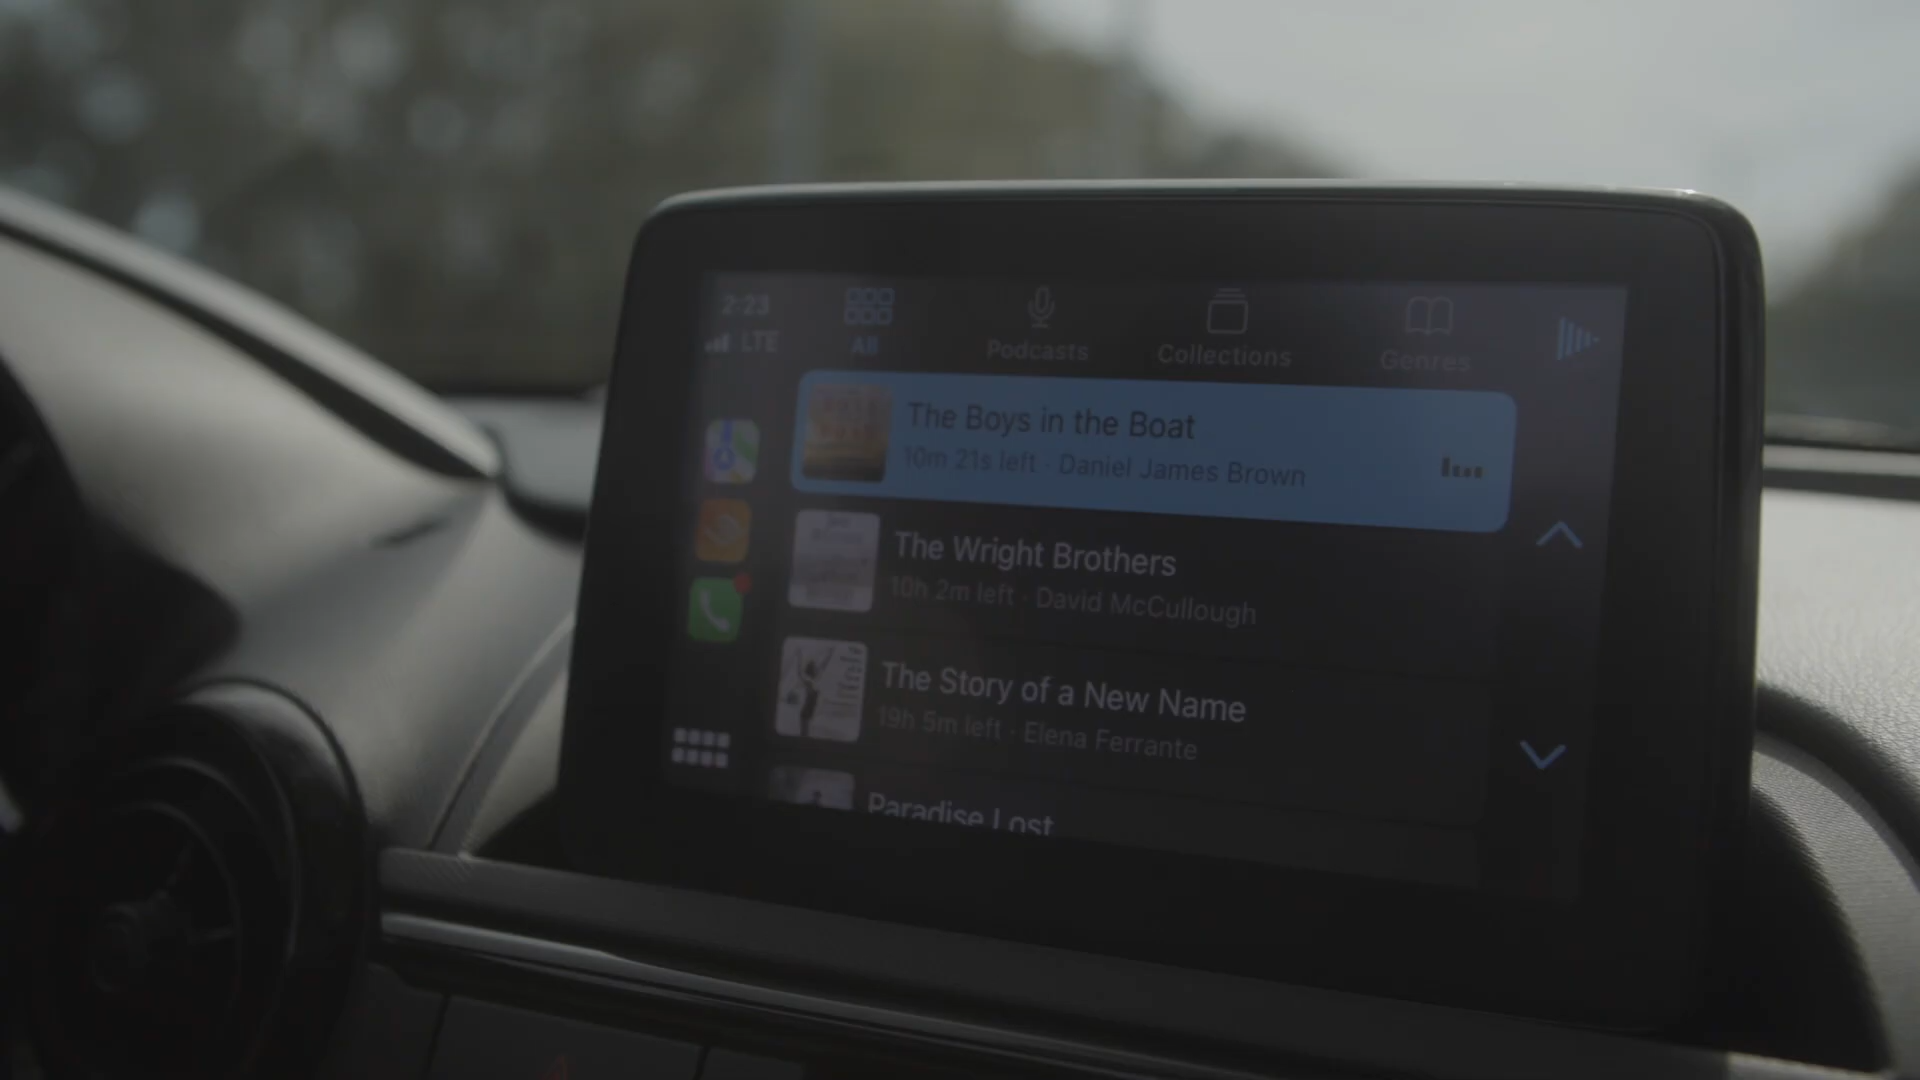 2:23
LTE
All
Podcasts
Collections
Genres
The Boys in the Boat
10m 21s left · Daniel James Brown
The Wright Brothers
10h 2m left · David McCullough
The Story of a New Name
19h 5m left · Elena Ferrante
Paradise Lost